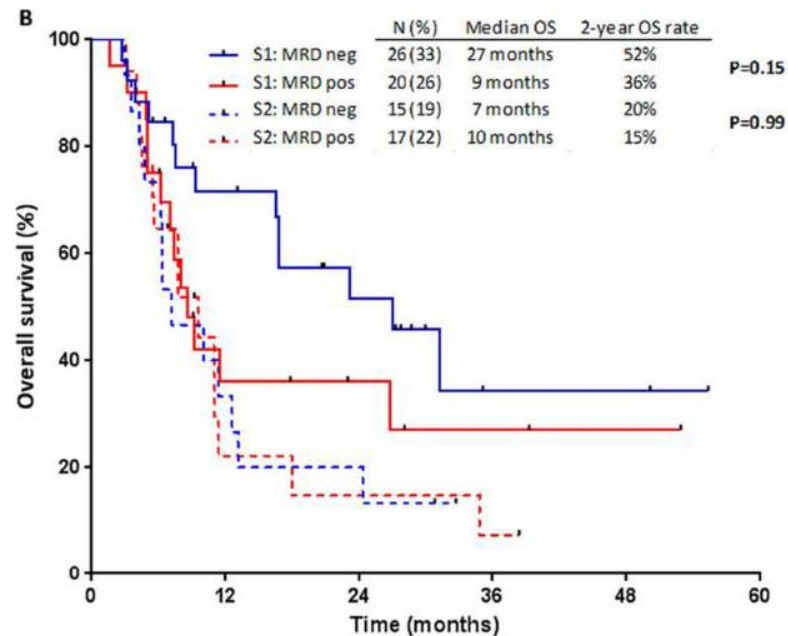 B
N (%) Median OS 2-year OS rate
S1: MRD neg 26 (33) 27 months 52%
P=0.15
S1: MRD pos 20 (26) 9 months 36%
S2: MRD neg 15 (19) 7 months 20%
P=0.99
S2: MRD pos 17 (22) 10 months 15%
Overall survival (%)
100
80
60
40
20
0
0 12 24 36 48 60
Time (months)